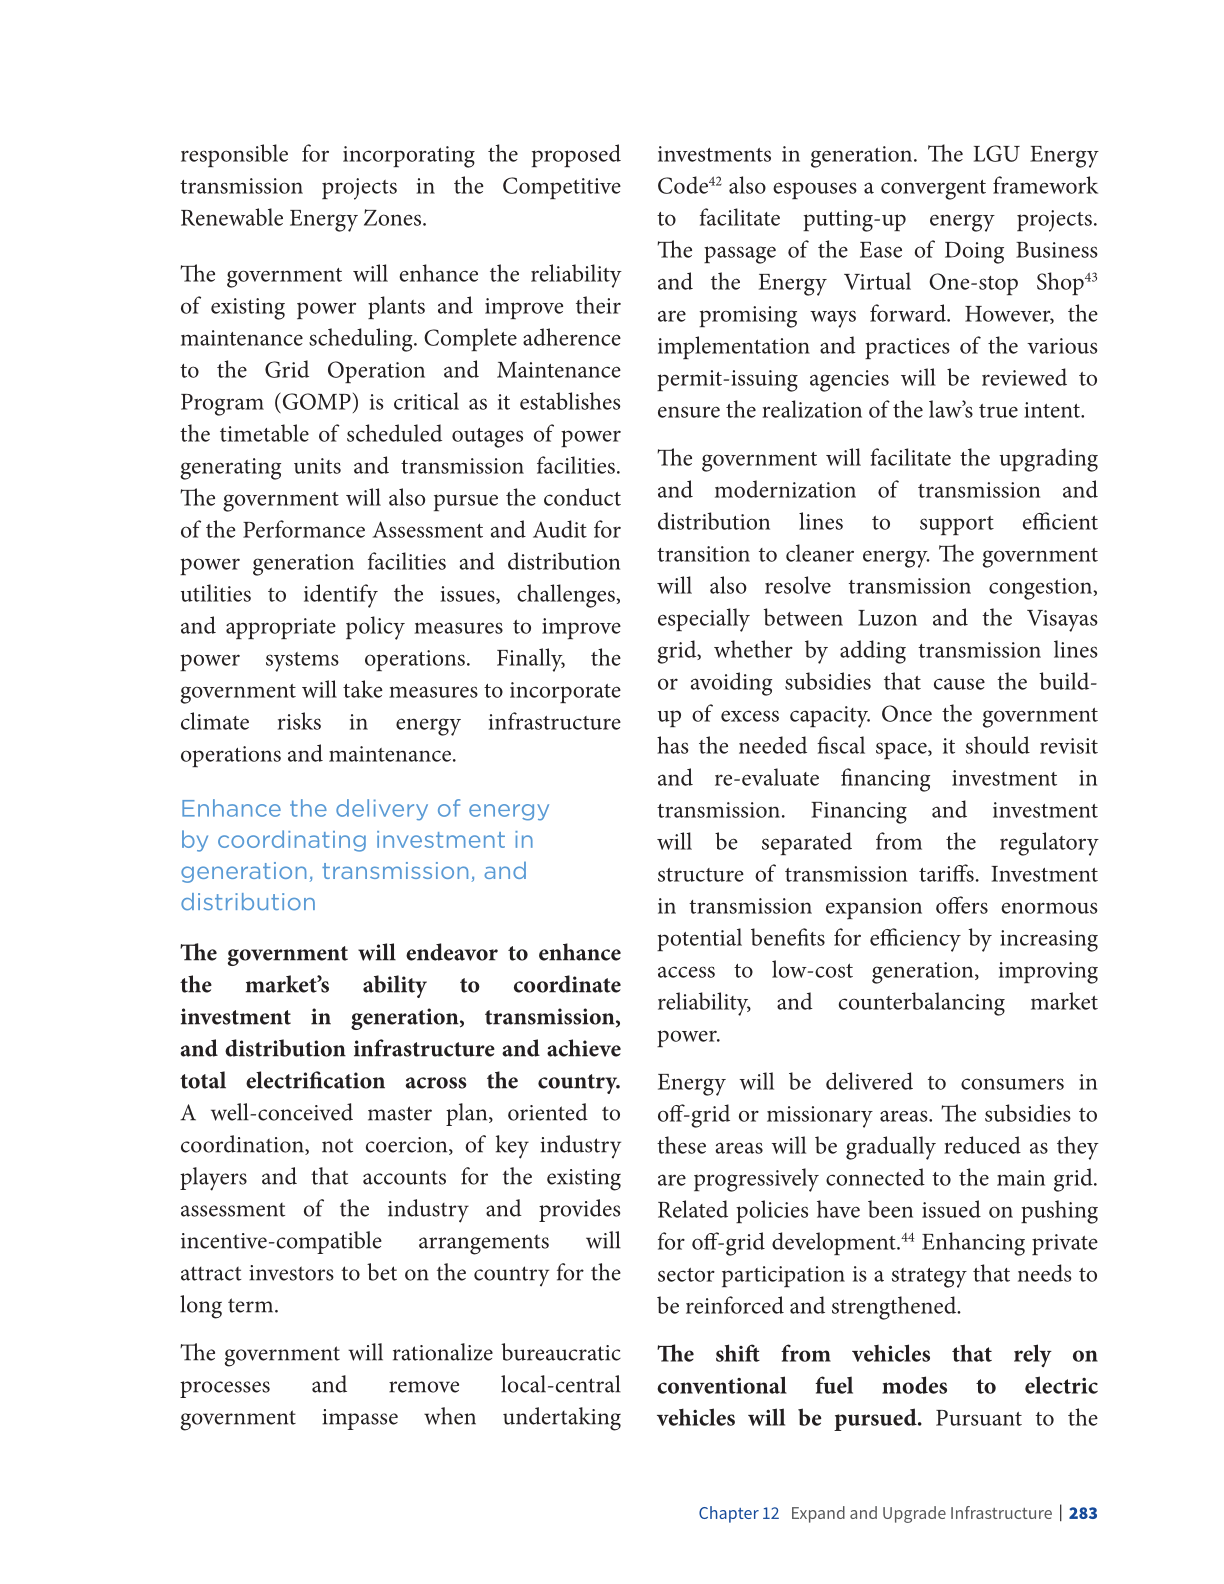 responsible for incorporating the proposed
transmission projects in the Competitive
Renewable Energy Zones.
The government will enhance the reliability
of existing power plants and improve their
maintenance scheduling. Complete adherence
to the Grid Operation and Maintenance
Program (GOMP) is critical as it establishes
the timetable of scheduled outages of power
generating units and transmission facilities.
The government will also pursue the conduct
of the Performance Assessment and Audit for
power generation facilities and distribution
utilities to identify the issues, challenges,
and appropriate policy measures to improve
power systems operations. Finally, the
government will take measures to incorporate
climate risks in energy infrastructure
operations and maintenance.
Enhance the delivery of energy
by coordinating investment in
generation, transmission, and
distribution
The government will endeavor to enhance
the market’s ability to coordinate
investment in generation, transmission,
and distribution infrastructure and achieve
total electrification across the country.
A well-conceived master plan, oriented to
coordination, not coercion, of key industry
players and that accounts for the existing
assessment of the industry and provides
incentive-compatible arrangements will
attract investors to bet on the country for the
long term.
The government will rationalize bureaucratic
processes and remove local-central
government impasse when undertaking
investments in generation. The LGU Energy
Code42 also espouses a convergent framework
to facilitate putting-up energy projects.
The passage of the Ease of Doing Business
and the Energy Virtual One-stop Shop43
are promising ways forward. However, the
implementation and practices of the various
permit-issuing agencies will be reviewed to
ensure the realization of the law’s true intent.
The government will facilitate the upgrading
and modernization of transmission and
distribution lines to support efficient
transition to cleaner energy. The government
will also resolve transmission congestion,
especially between Luzon and the Visayas
grid, whether by adding transmission lines
or avoiding subsidies that cause the build-
up of excess capacity. Once the government
has the needed fiscal space, it should revisit
and re-evaluate financing investment in
transmission. Financing and investment
will be separated from the regulatory
structure of transmission tariffs. Investment
in transmission expansion offers enormous
potential benefits for efficiency by increasing
access to low-cost generation, improving
reliability, and counterbalancing market
power.
Energy will be delivered to consumers in
off-grid or missionary areas. The subsidies to
these areas will be gradually reduced as they
are progressively connected to the main grid.
Related policies have been issued on pushing
for off-grid development.44 Enhancing private
sector participation is a strategy that needs to
be reinforced and strengthened.
The shift from vehicles that rely on
conventional fuel modes to electric
vehicles will be pursued. Pursuant to the
Chapter 12 Expand and Upgrade Infrastructure | 283